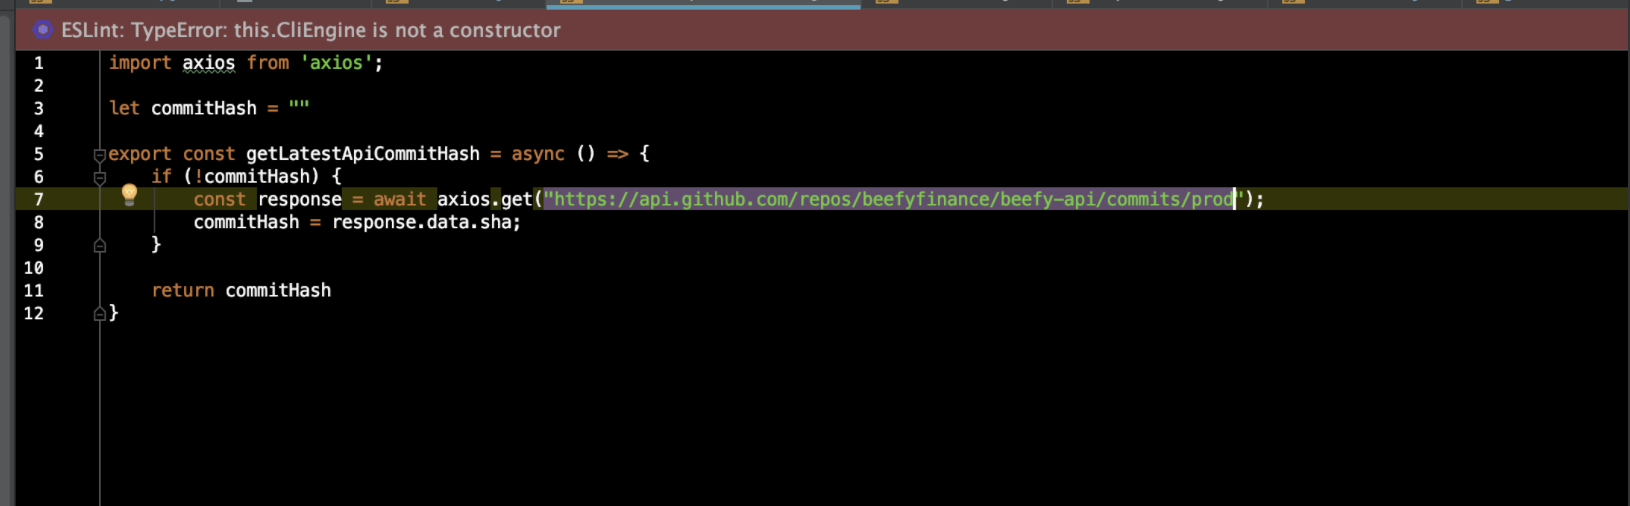 ESLint: TypeError: this.CliEngine is not a constructor
1 import axios from 'axios';
2
3 let commitHash = ""
4
5 export const getLatestApiCommitHash = async () => {
6 if (!commitHash) {
7 const response = await axios.get("https://api.github.com/repos/beefyfinance/beefy-api/commits/prod");
8 commitHash = response.data.sha;
9 }
10
11 return commitHash
12 }